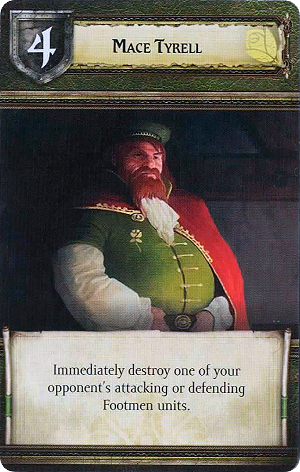 4
Mace Tyrell
Immediately destroy one of your
opponent's attacking or defending
Footmen units.